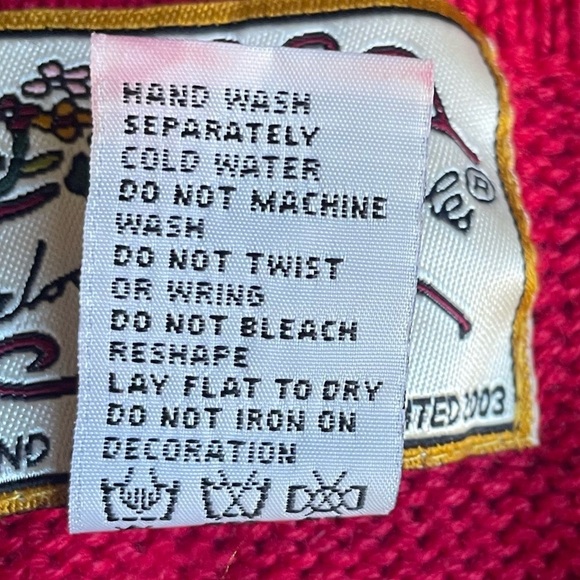 HAND WASH
SEPARATELY
COLD WATER
DO NOT MACHINE
WASH
DO NOT TWIST
OR WRING
DO NOT BLEACH
RESHAPE
LAY FLAT TO DRY
DO NOT IRON ON
DECORATION
®